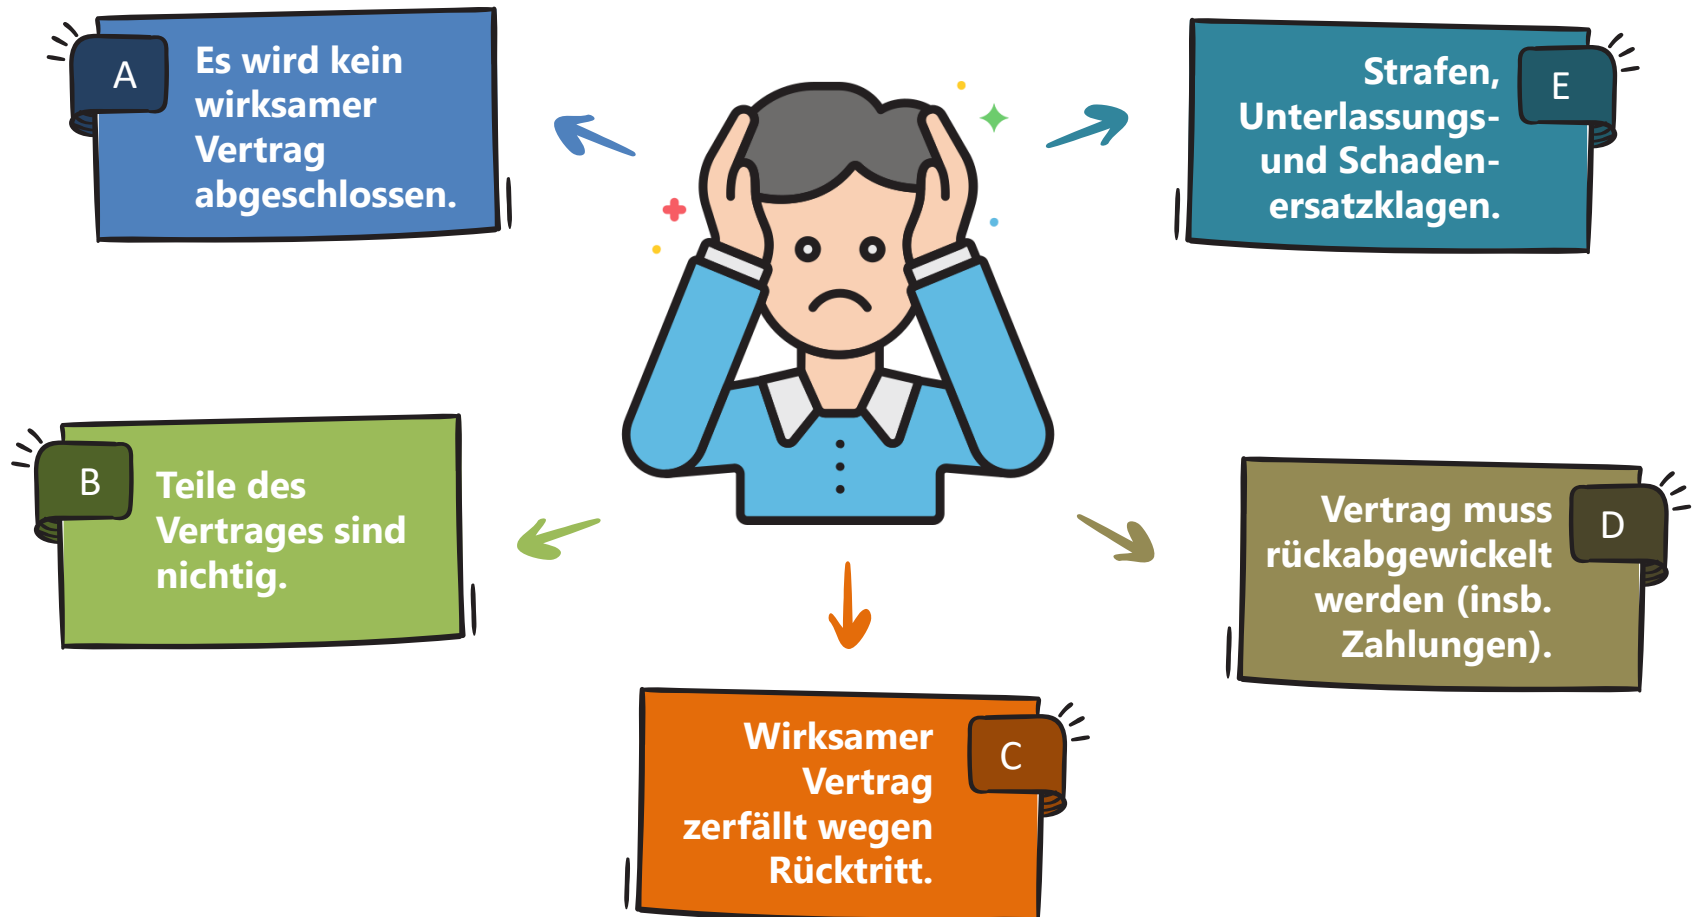 A
Es wird kein
wirksamer
Vertrag
abgeschlossen.
B
Teile des
Vertrages sind
nichtig.
C
Wirksamer
Vertrag
zerfällt wegen
Rücktritt.
D
Vertrag muss
rückabgewickelt
werden (insb.
Zahlungen).
E
Strafen,
Unterlassungs-
und Schaden-
ersatzklagen.